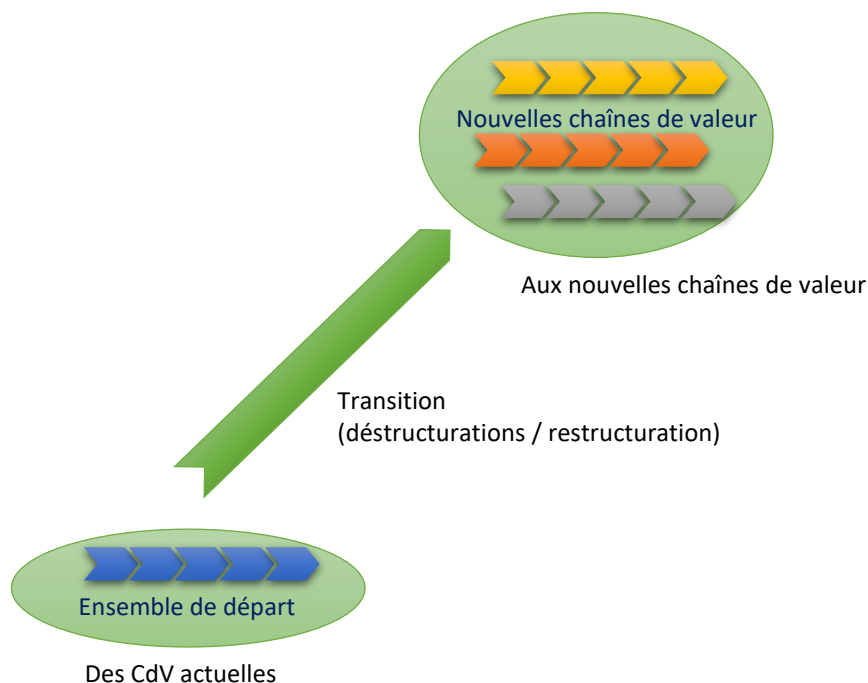 Nouvelles chaînes de valeur
Aux nouvelles chaînes de valeur
Transition
(déstructurations / restructuration)
Ensemble de départ
Des CdV actuelles